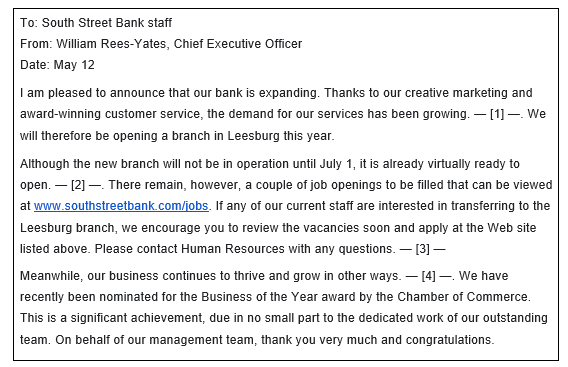 To: South Street Bank staff
From: William Rees-Yates, Chief Executive Officer
Date: May 12
I am pleased to announce that our bank is expanding. Thanks to our creative marketing and
award-winning customer service, the demand for our services has been growing. — [1] —. We
will therefore be opening a branch in Leesburg this year.
Although the new branch will not be in operation until July 1, it is already virtually ready to
open. — [2] —. There remain, however, a couple of job openings to be filled that can be viewed
at www.southstreetbank.com/jobs. If any of our current staff are interested in transferring to the
Leesburg branch, we encourage you to review the vacancies soon and apply at the Web site
listed above. Please contact Human Resources with any questions. — [3] —
Meanwhile, our business continues to thrive and grow in other ways. — [4] —. We have
recently been nominated for the Business of the Year award by the Chamber of Commerce.
This is a significant achievement, due in no small part to the dedicated work of our outstanding
team. On behalf of our management team, thank you very much and congratulations.